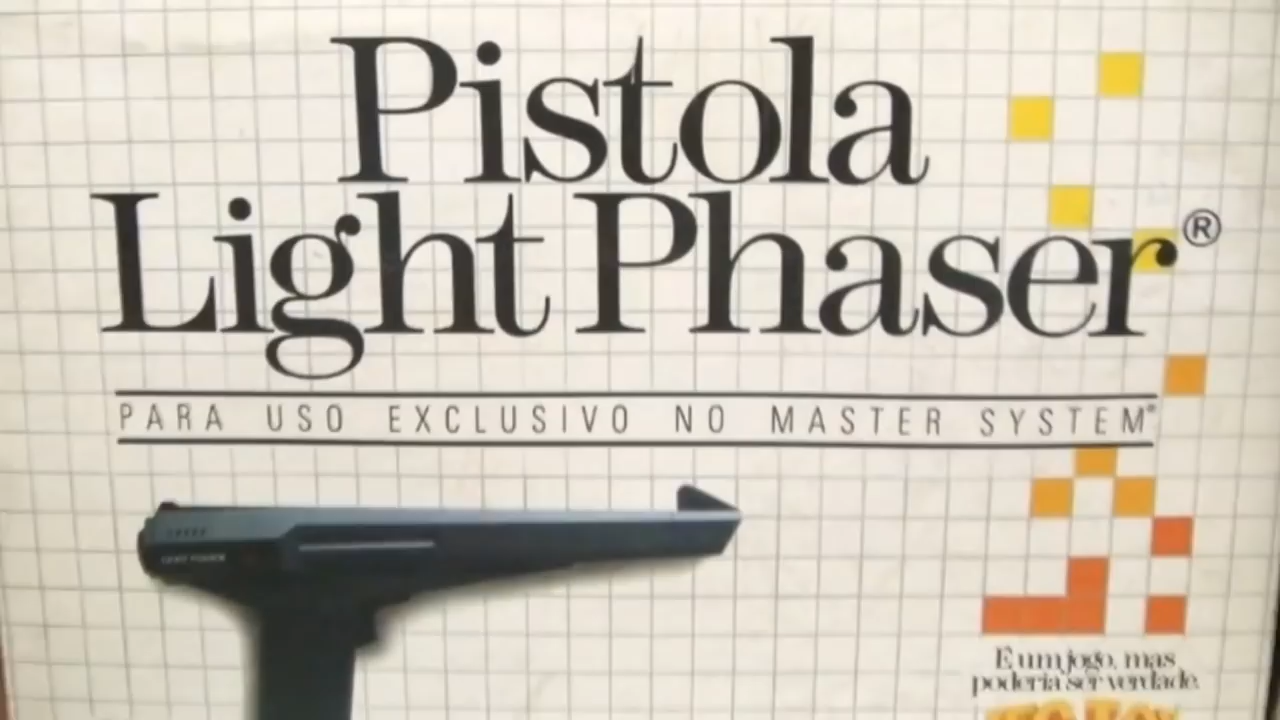 Pistola
Light Phaser®
PARA USO EXCLUSIVO NO MASTER SYSTEM
É um jogo, mas
poderia ser verdade.